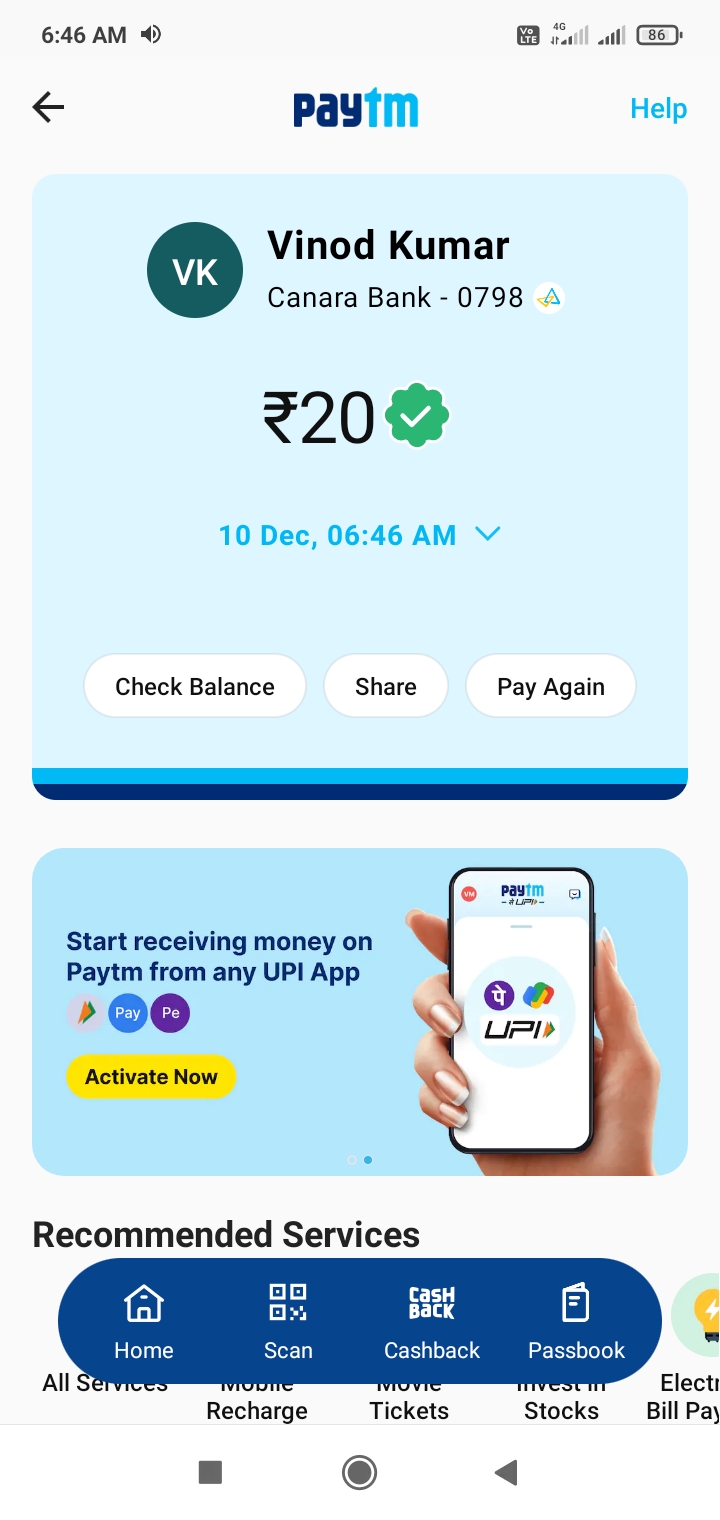 6:46 AM
Vo LTE 4G 86
paytm
Help
VK
Vinod Kumar
Canara Bank - 0798
₹20
10 Dec, 06:46 AM
Check Balance Share Pay Again
Start receiving money on
Paytm from any UPI App
Pay Pe
Activate Now
VM paytm
से UPI
पे
UPI
Recommended Services
CASH BACK
Home Scan Cashback Passbook
All Services Mobile Movie Invest in
Recharge Tickets Stocks Bill